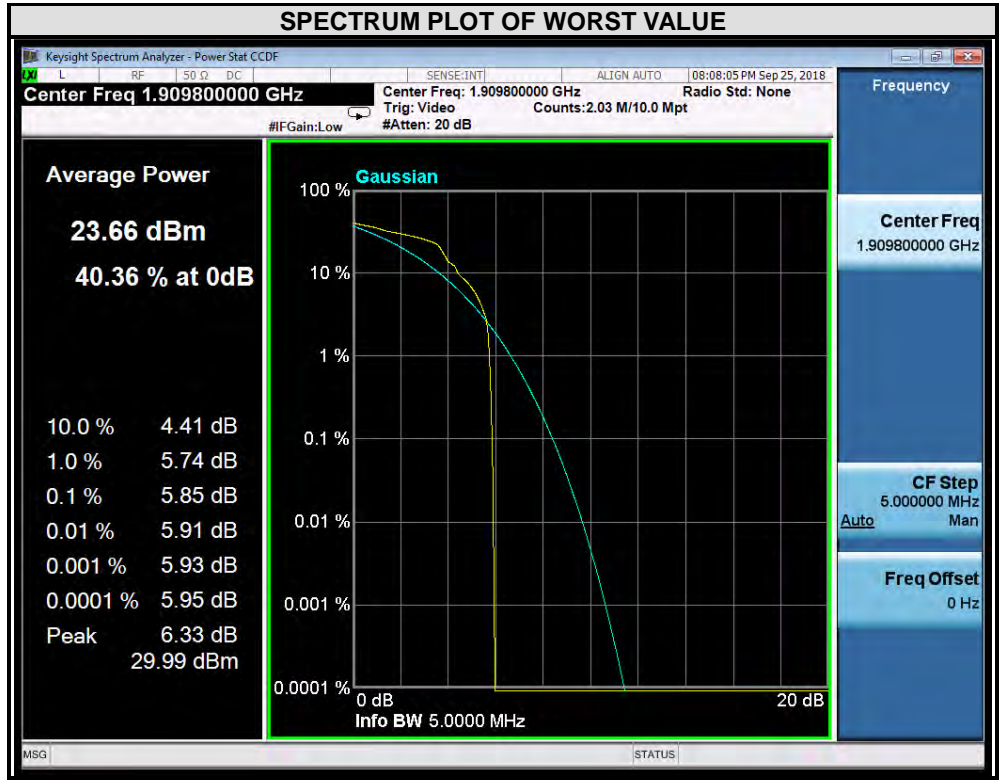 SPECTRUM PLOT OF WORST VALUE
Keysight Spectrum Analyzer - Power Stat CCDF
LXI L RF 50 Ω DC SENSE:INT ALIGN AUTO 08:08:05 PM Sep 25, 2018
Center Freq 1.909800000 GHz
#IFGain:Low
Center Freq: 1.909800000 GHz Radio Std: None
Trig: Video Counts:2.03 M/10.0 Mpt
#Atten: 20 dB
Average Power
23.66 dBm
40.36 % at 0dB
10.0 % 4.41 dB
1.0 % 5.74 dB
0.1 % 5.85 dB
0.01 % 5.91 dB
0.001 % 5.93 dB
0.0001 % 5.95 dB
Peak 6.33 dB
29.99 dBm
Gaussian
100 %
10 %
1 %
0.1 %
0.01 %
0.001 %
0.0001 %
0 dB 20 dB
Info BW 5.0000 MHz
Frequency
Center Freq
1.909800000 GHz
CF Step
5.000000 MHz
Auto Man
Freq Offset
0 Hz
MSG STATUS